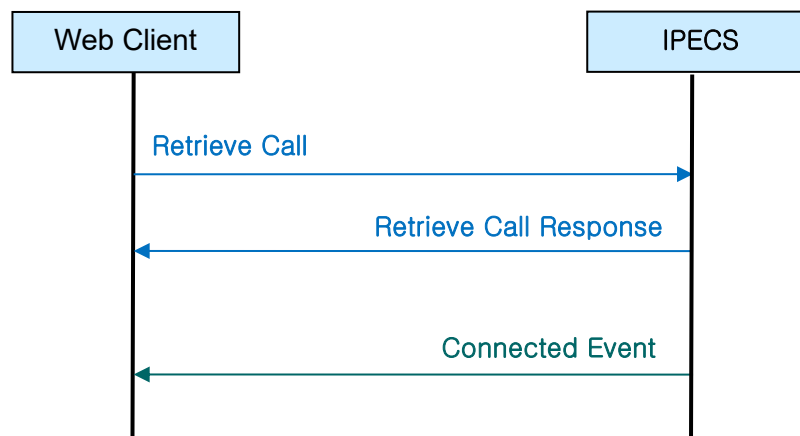 Web Client
IPECS
Retrieve Call
Retrieve Call Response
Connected Event